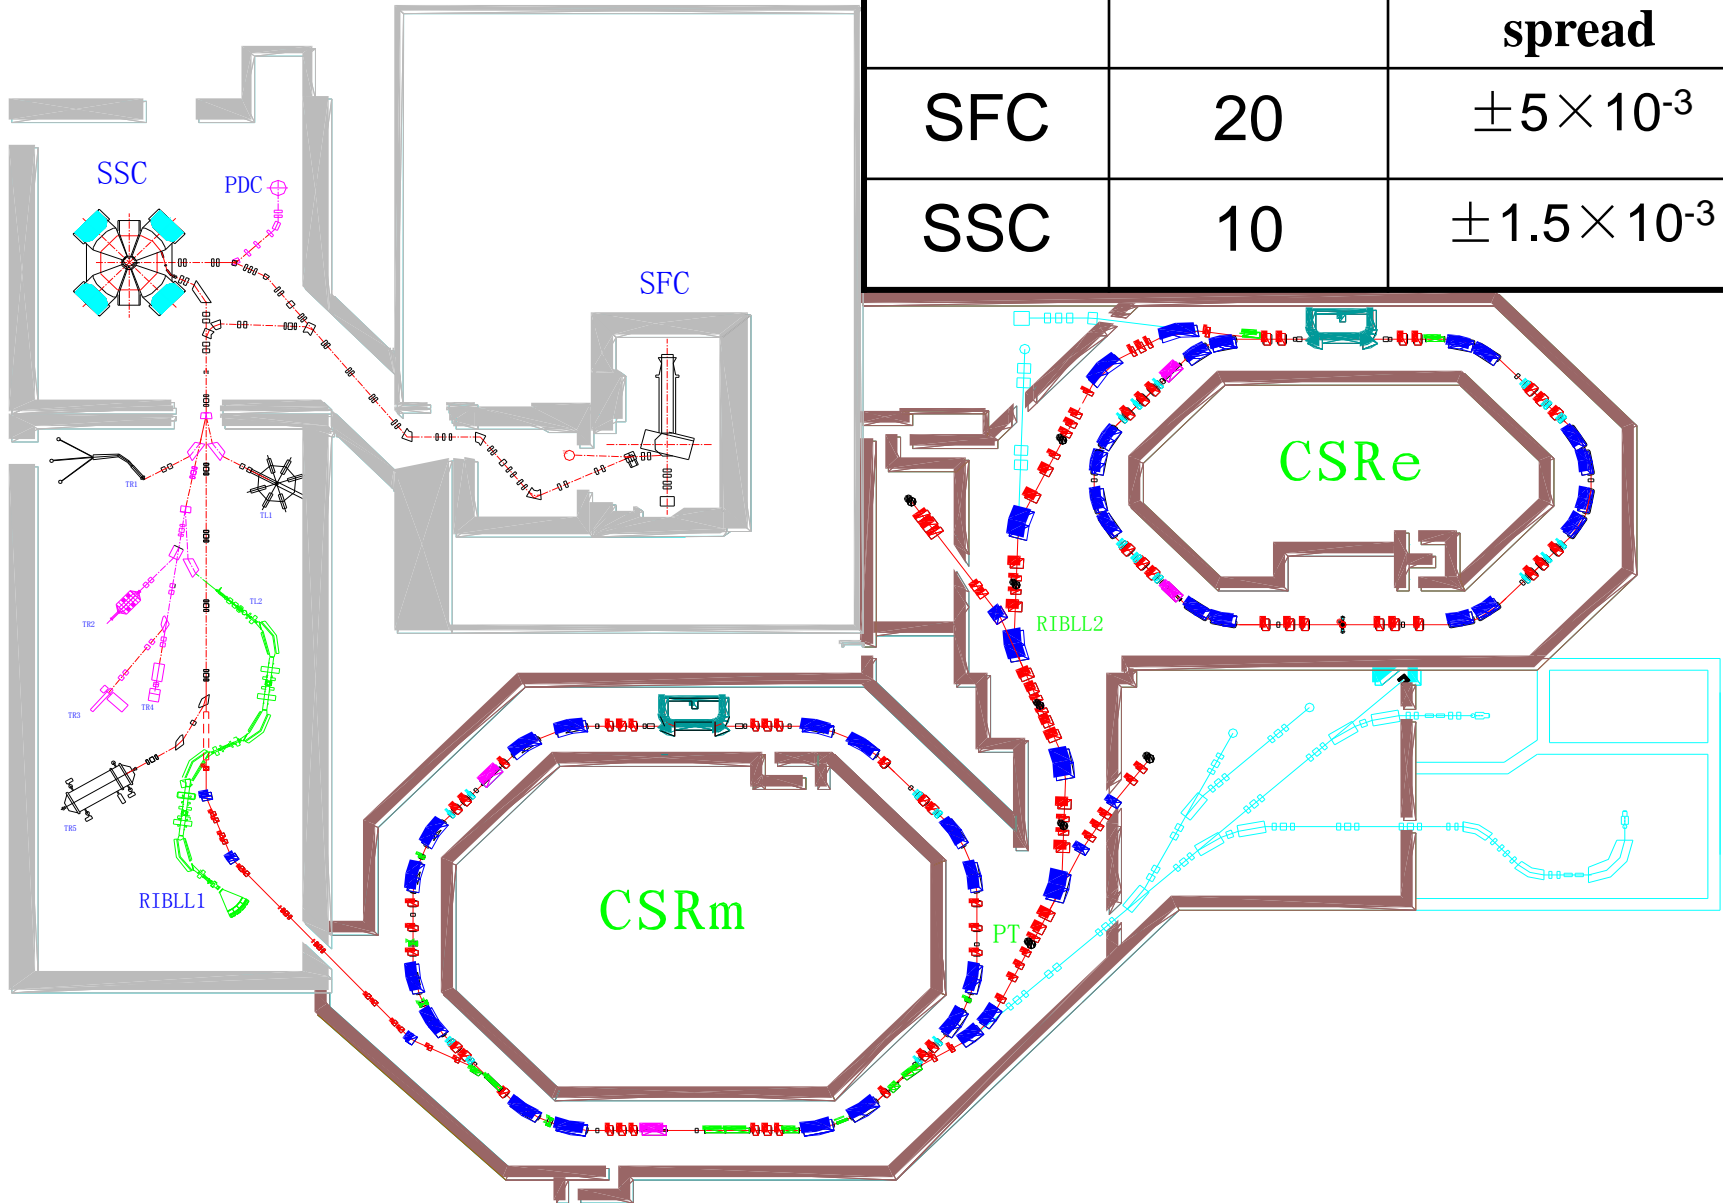 spread
SFC 20 ±5×10-3
SSC 10 ±1.5×10-3
SSC
PDC
SFC
CSRe
TR1
TL1
TL2
TR2
RIBLL2
TR3
TR4
TR5
RIBLL1
CSRm
PT